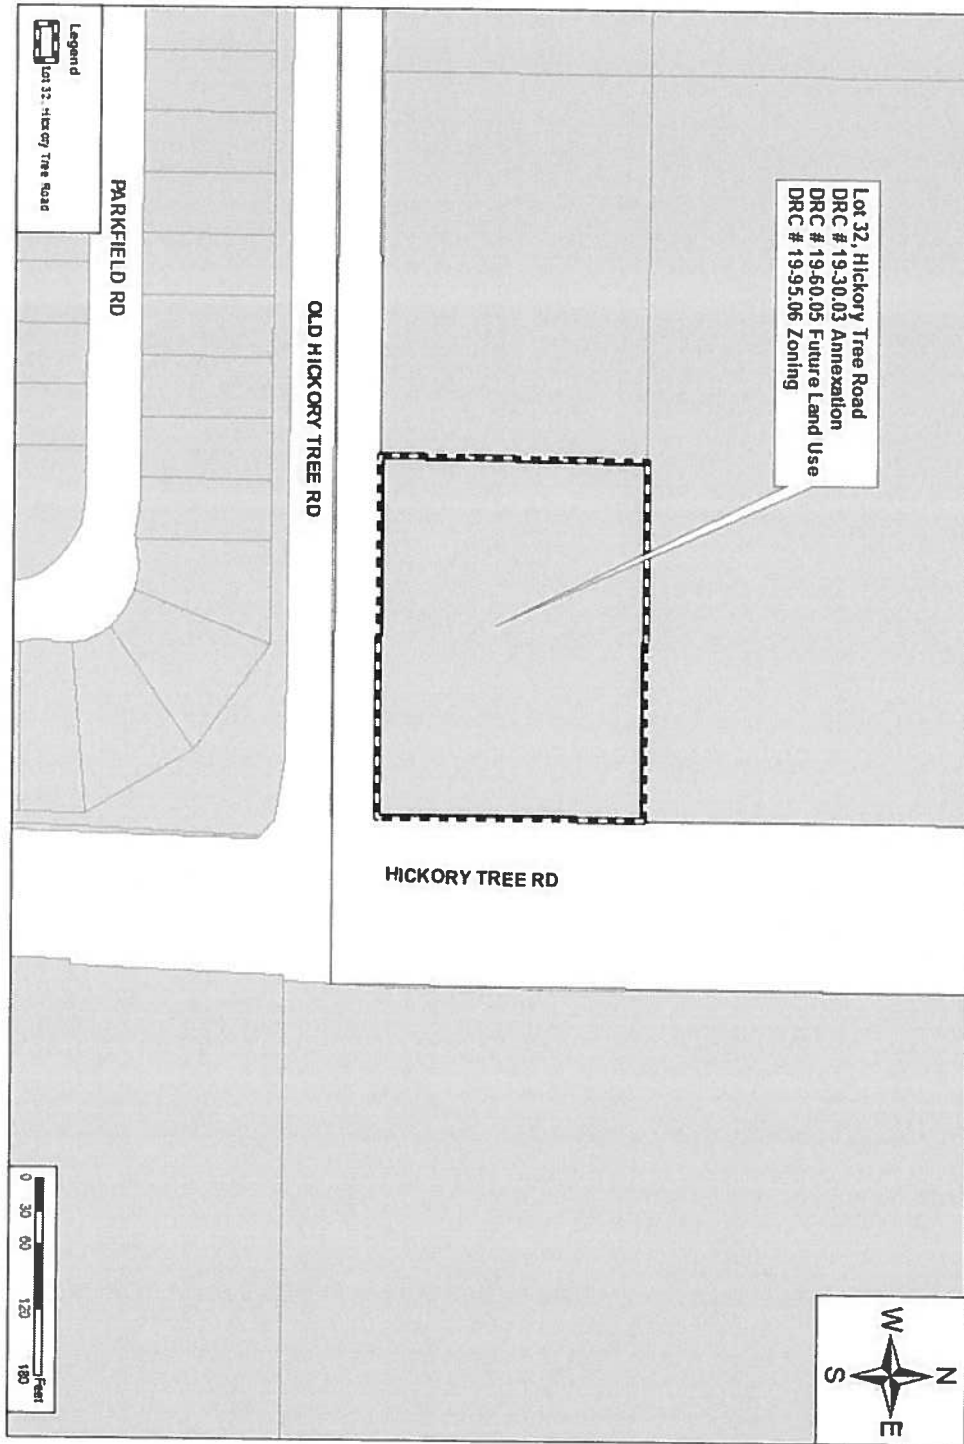 Lot 32, Hickory Tree Road
DRC # 19-30.03 Annexation
DRC # 19-60.05 Future Land Use
DRC # 19-95.06 Zoning
HICKORY TREE RD
OLD HICKORY TREE RD
PARKFIELD RD
Legend
Lot 32, Hickory Tree Road
N
W
E
S
0 30 60 120 180
Feet